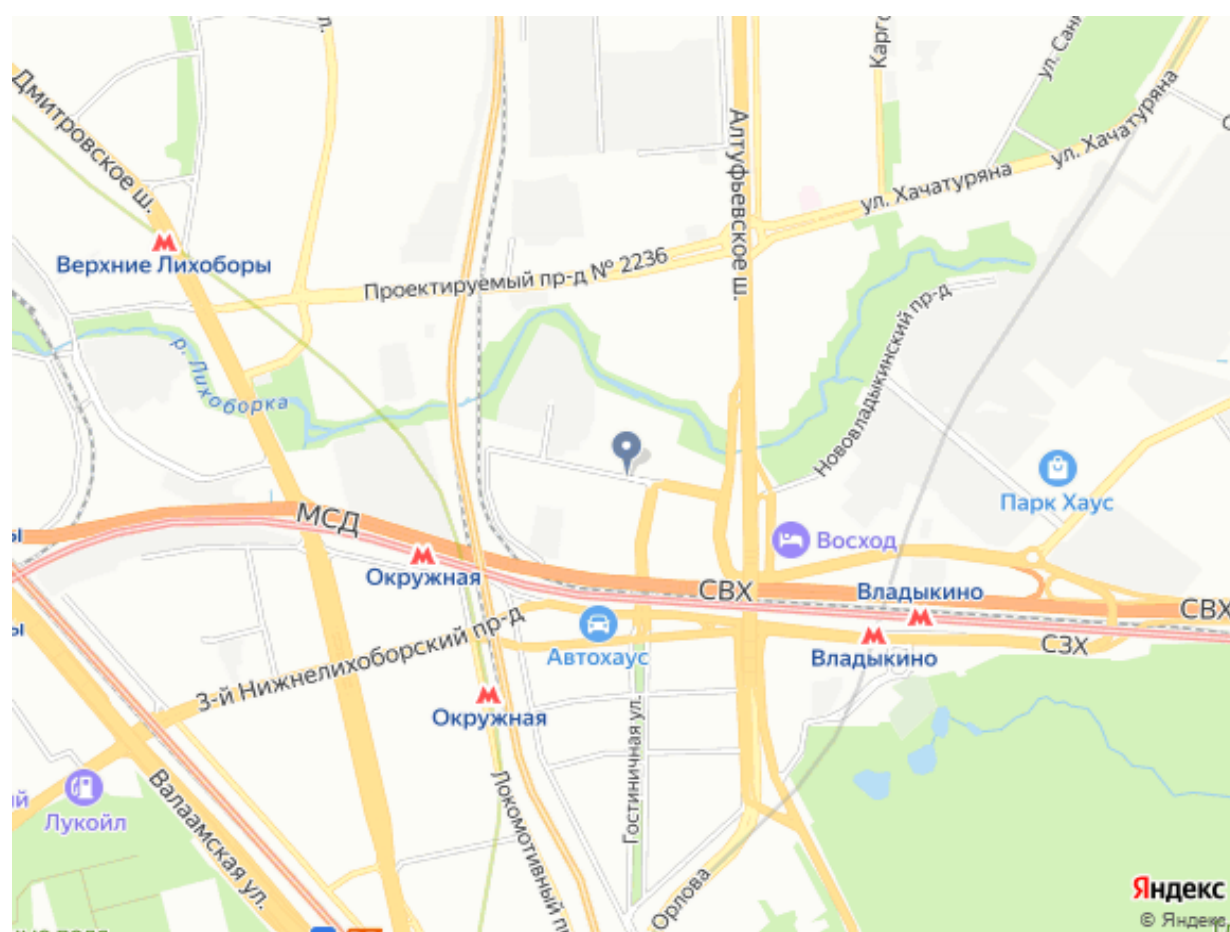 Дмитровское ш.
Алтуфьевское ш.
ул. Хачатуряна
ул. Хачатуряна
Верхние Лихоборы
Проектируемый пр-д № 2236
р. Лихоборка
Нововладыкинский пр-д
Парк Хаус
МСД
Восход
Окружная
СВХ
Владыкино
СВХ
3-й Нижнелихоборский пр-д
Автохаус
Владыкино
СЗХ
Окружная
Гостиничная ул.
Валаамская ул.
Лукойл
Локомотивный
Орлова
Яндекс
© Яндекс